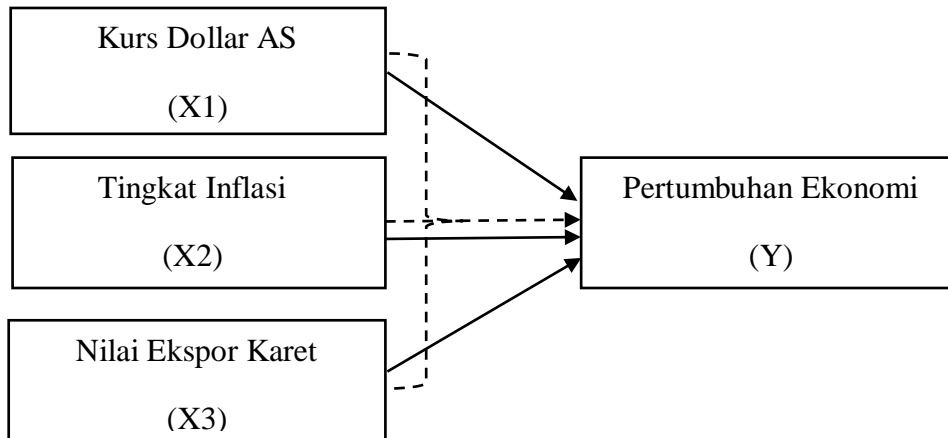 Kurs Dollar AS
(X1)
Tingkat Inflasi
(X2)
Nilai Ekspor Karet
(X3)
Pertumbuhan Ekonomi
(Y)